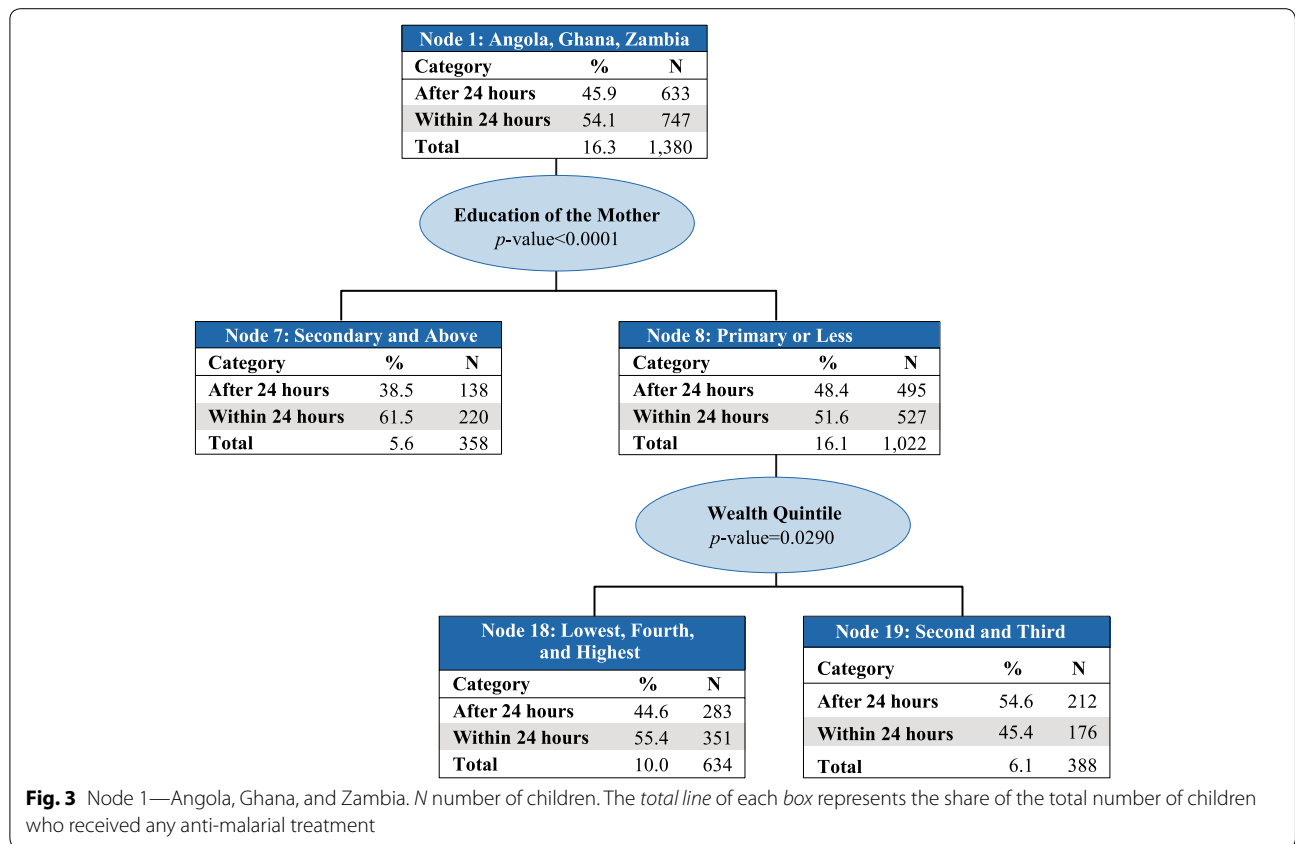 Node 1: Angola, Ghana, Zambia
Category % N
After 24 hours 45.9 633
Within 24 hours 54.1 747
Total 16.3 1,380
Education of the Mother
p-value<0.0001
Node 7: Secondary and Above
Category % N
After 24 hours 38.5 138
Within 24 hours 61.5 220
Total 5.6 358
Node 8: Primary or Less
Category % N
After 24 hours 48.4 495
Within 24 hours 51.6 527
Total 16.1 1,022
Wealth Quintile
p-value=0.0290
Node 18: Lowest, Fourth,
and Highest
Category % N
After 24 hours 44.6 283
Within 24 hours 55.4 351
Total 10.0 634
Node 19: Second and Third
Category % N
After 24 hours 54.6 212
Within 24 hours 45.4 176
Total 6.1 388
Fig. 3 Node 1—Angola, Ghana, and Zambia. N number of children. The total line of each box represents the share of the total number of children
who received any anti-malarial treatment